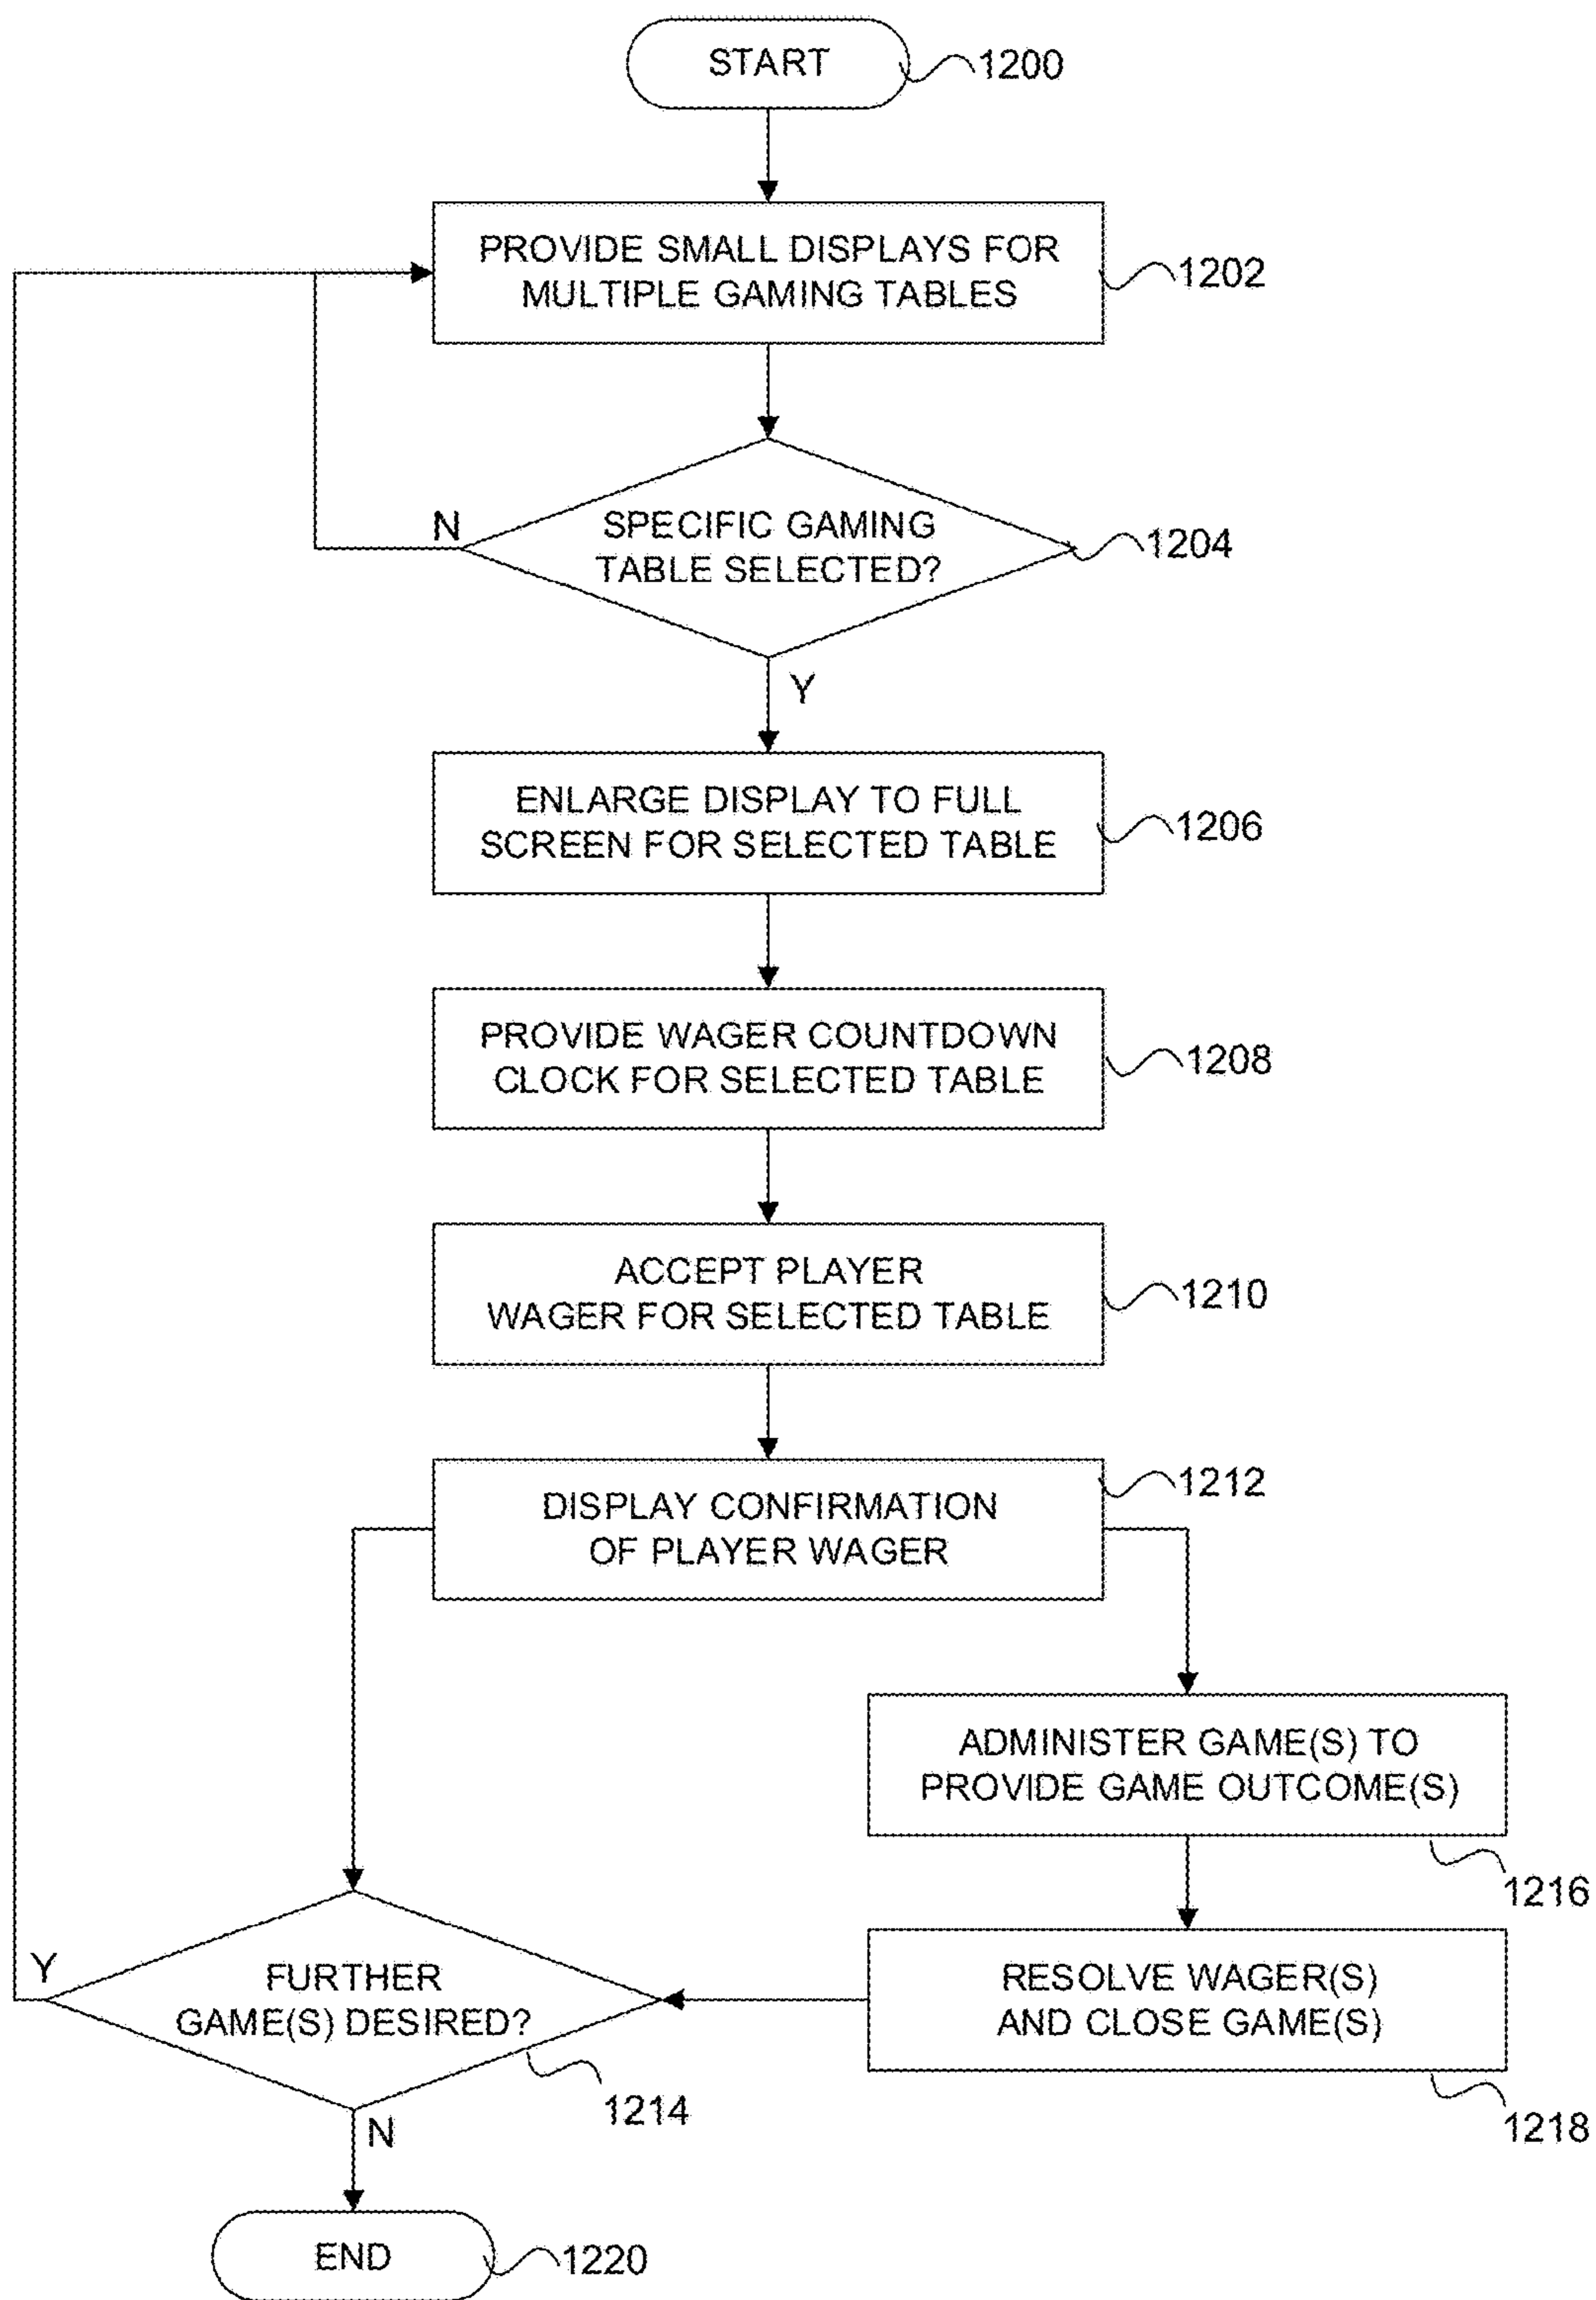 START
1200
PROVIDE SMALL DISPLAYS FOR
MULTIPLE GAMING TABLES
1202
N
SPECIFIC GAMING
TABLE SELECTED?
1204
Y
ENLARGE DISPLAY TO FULL
SCREEN FOR SELECTED TABLE
1206
PROVIDE WAGER COUNTDOWN
CLOCK FOR SELECTED TABLE
1208
ACCEPT PLAYER
WAGER FOR SELECTED TABLE
1210
DISPLAY CONFIRMATION
OF PLAYER WAGER
1212
ADMINISTER GAME(S) TO
PROVIDE GAME OUTCOME(S)
1216
Y
FURTHER
GAME(S) DESIRED?
1214
RESOLVE WAGER(S)
AND CLOSE GAME(S)
1218
N
END
1220